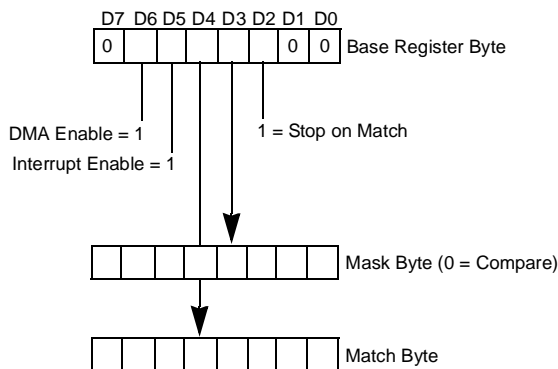 D7 D6 D5 D4 D3 D2 D1 D0
0 0 0 Base Register Byte
DMA Enable = 1
1 = Stop on Match
Interrupt Enable = 1
Mask Byte (0 = Compare)
Match Byte